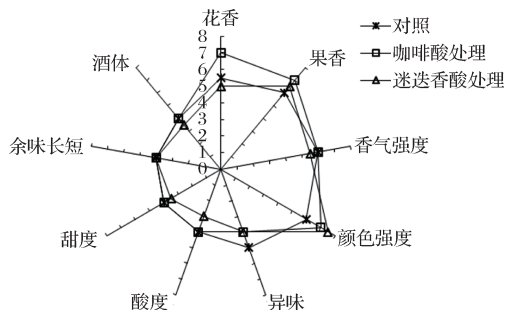 花香
8
7
6
5
4
3
2
1
0
果香
香气强度
颜色强度
异味
酸度
甜度
余味长短
酒体
对照
咖啡酸处理
迷迭香酸处理